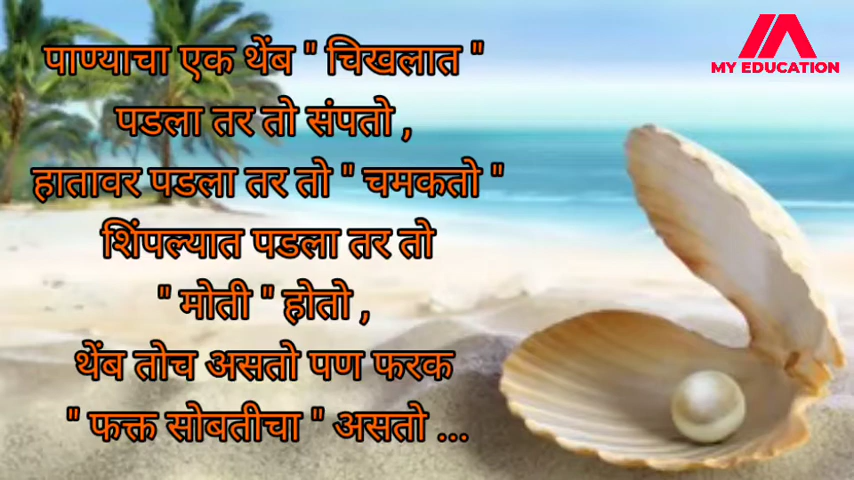 पाण्याचा एक थेंब " चिखलात "
पडला तर तो संपतो ,
हातावर पडला तर तो " चमकतो "
शिंपल्यात पडला तर तो
" मोती " होतो ,
थेंब तोच असतो पण फरक
" फक्त सोबतीचा " असतो ...
MY EDUCATION